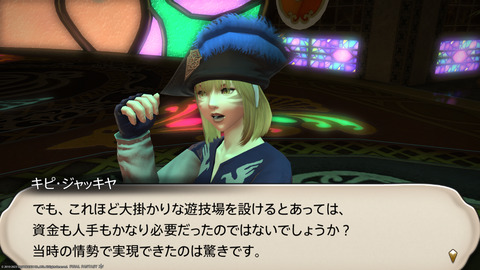 キピ・ジャッキヤ
でも、これほど大掛かりな遊技場を設けるとあっては、
資金も人手もかなり必要だったのではないでしょうか？
当時の情勢で実現できたのは驚きです。